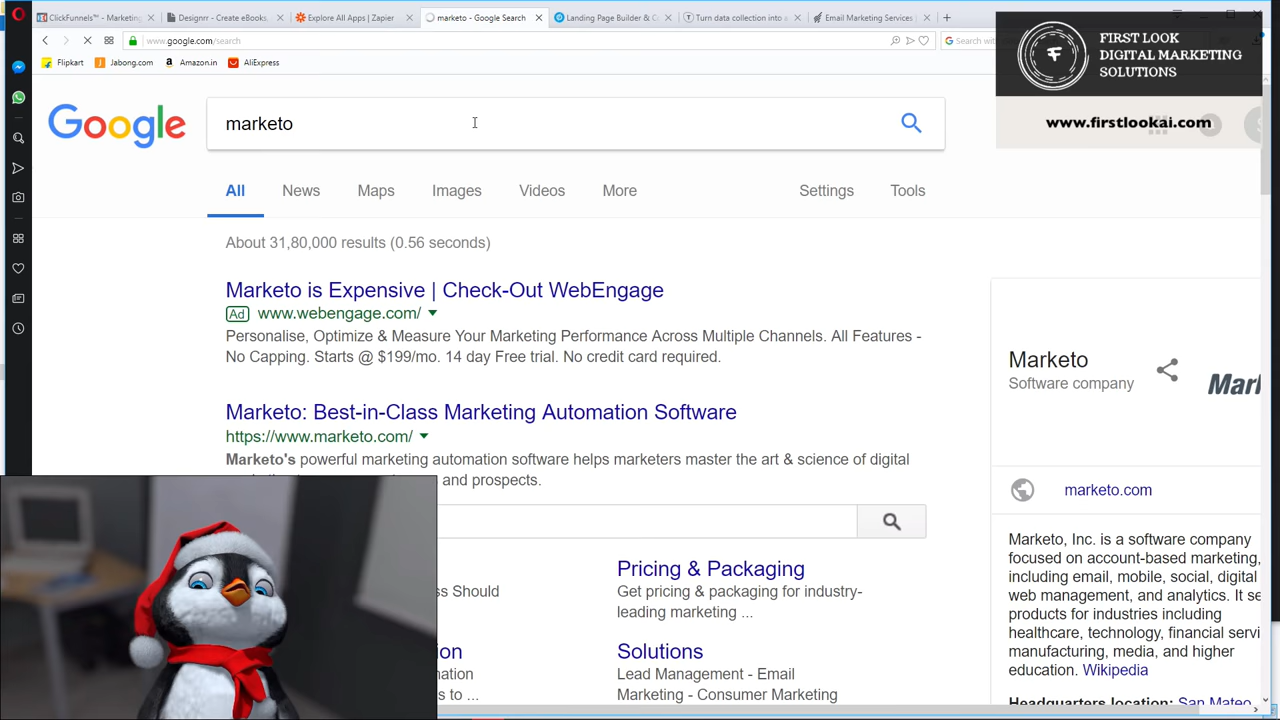 ClickFunnels™ - Marketing
Designrr - Create eBooks,
Explore All Apps | Zapier
marketo - Google Search
Landing Page Builder & C
Turn data collection into a
Email Marketing Services |
www.google.com/search
Search with
Flipkart
Jabong.com
Amazon.in
AliExpress
FIRST LOOK
DIGITAL MARKETING
SOLUTIONS
www.firstlookai.com
Google
marketo
All News Maps Images Videos More Settings Tools
About 31,80,000 results (0.56 seconds)
Marketo is Expensive | Check-Out WebEngage
Ad www.webengage.com/
Personalise, Optimize & Measure Your Marketing Performance Across Multiple Channels. All Features -
No Capping. Starts @ $199/mo. 14 day Free trial. No credit card required.
Marketo: Best-in-Class Marketing Automation Software
https://www.marketo.com/
Marketo's powerful marketing automation software helps marketers master the art & science of digital
and prospects.
ss Should
Pricing & Packaging
Get pricing & packaging for industry-
leading marketing ...
on
mation
s to ...
Solutions
Lead Management - Email
Marketing - Consumer Marketing
Marketo
Software company
Mark
marketo.com
Marketo, Inc. is a software company
focused on account-based marketing,
including email, mobile, social, digital
web management, and analytics. It se
products for industries including
healthcare, technology, financial servi
manufacturing, media, and higher
education. Wikipedia
Headquarters location: San Mateo